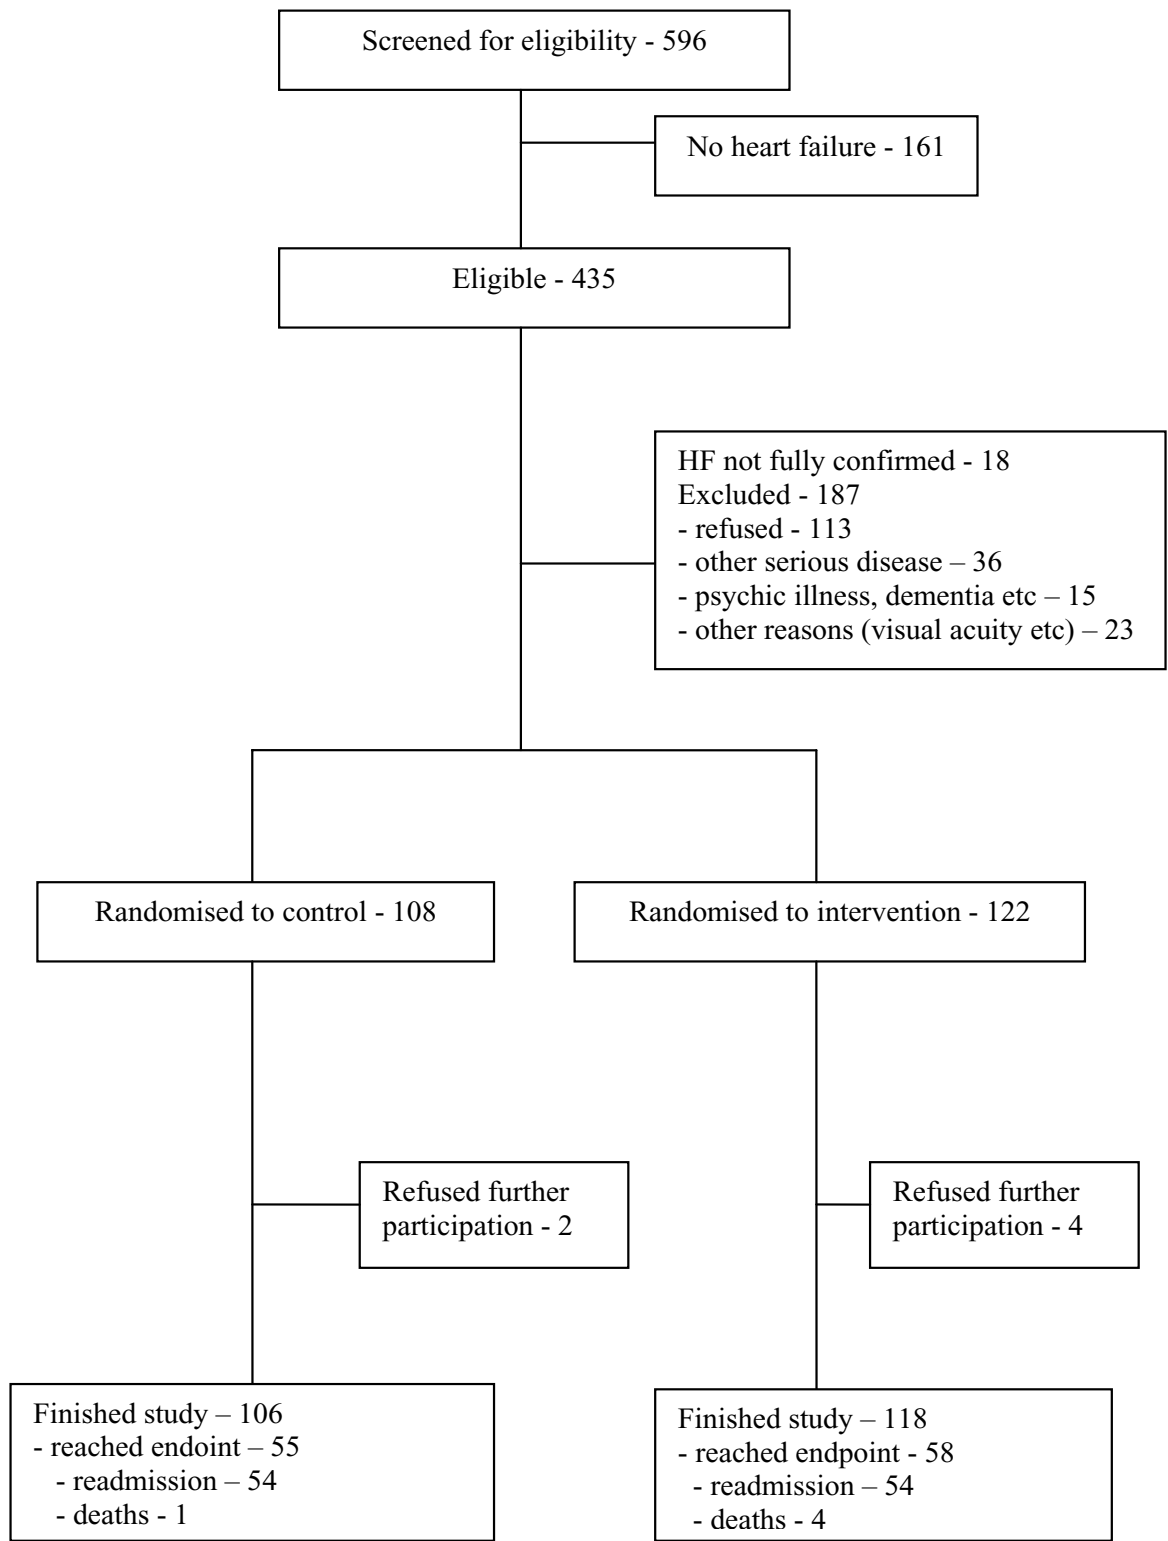 Screened for eligibility - 596
No heart failure - 161
Eligible - 435
HF not fully confirmed - 18
Excluded - 187
- refused - 113
- other serious disease – 36
- psychic illness, dementia etc – 15
- other reasons (visual acuity etc) – 23
Randomised to control - 108
Randomised to intervention - 122
Refused further
participation - 2
Refused further
participation - 4
Finished study – 106
- reached endoint – 55
- readmission – 54
- deaths - 1
Finished study – 118
- reached endpoint - 58
- readmission – 54
- deaths - 4